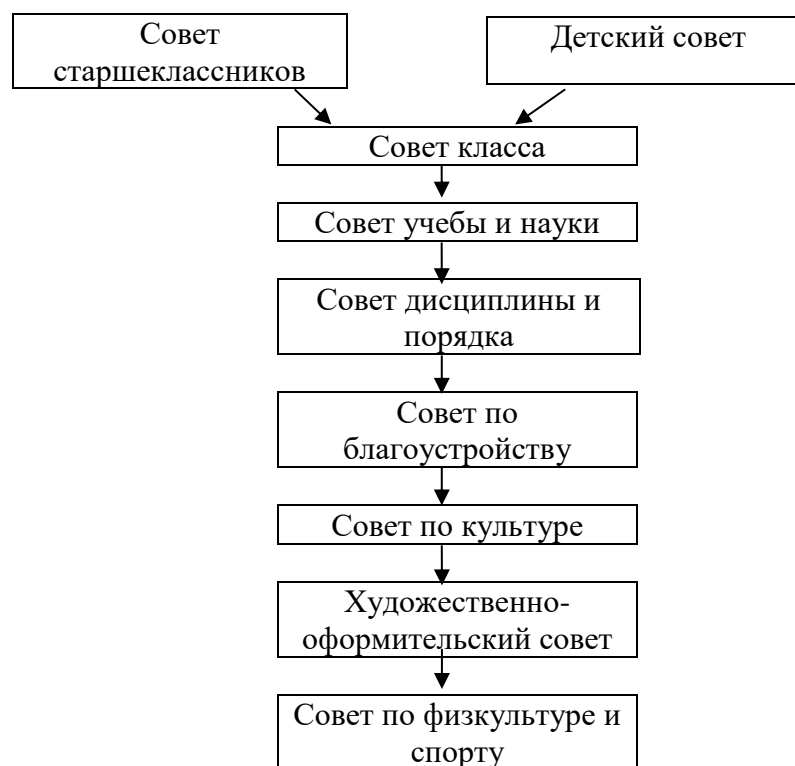 Совет
старшеклассников
Детский совет
Совет класса
Совет учебы и науки
Совет дисциплины и
порядка
Совет по
благоустройству
Совет по культуре
Художественно-
оформительский совет
Совет по физкультуре и
спорту